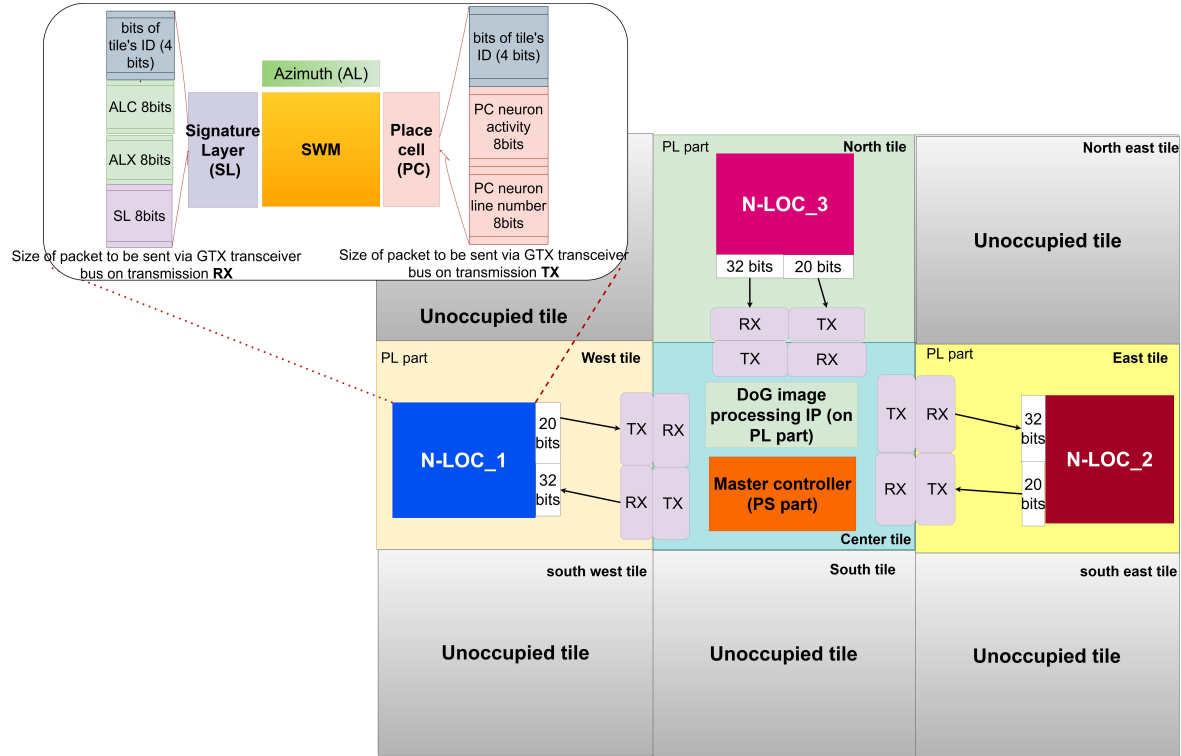 bits of
tile's ID (4
bits)
ALC 8bits
ALX 8bits
SL 8bits
Signature
Layer
(SL)
Azimuth (AL)
SWM
Place
cell
(PC)
bits of tile's
ID (4 bits)
PC neuron
activity
8bits
PC neuron
line number
8bits
Size of packet to be sent via GTX transceiver
bus on transmission RX
Size of packet to be sent via GTX transceiver
bus on transmission TX
Unoccupied tile
PL part
North tile
N-LOC_3
32 bits
20 bits
RX
TX
TX
RX
North east tile
Unoccupied tile
PL part
West tile
N-LOC_1
20
bits
32
bits
TX
RX
RX
TX
DoG image
processing IP (on
PL part)
Master controller
(PS part)
Center tile
TX
RX
RX
TX
PL part
East tile
32
bits
20
bits
N-LOC_2
south west tile
Unoccupied tile
South tile
Unoccupied tile
south east tile
Unoccupied tile